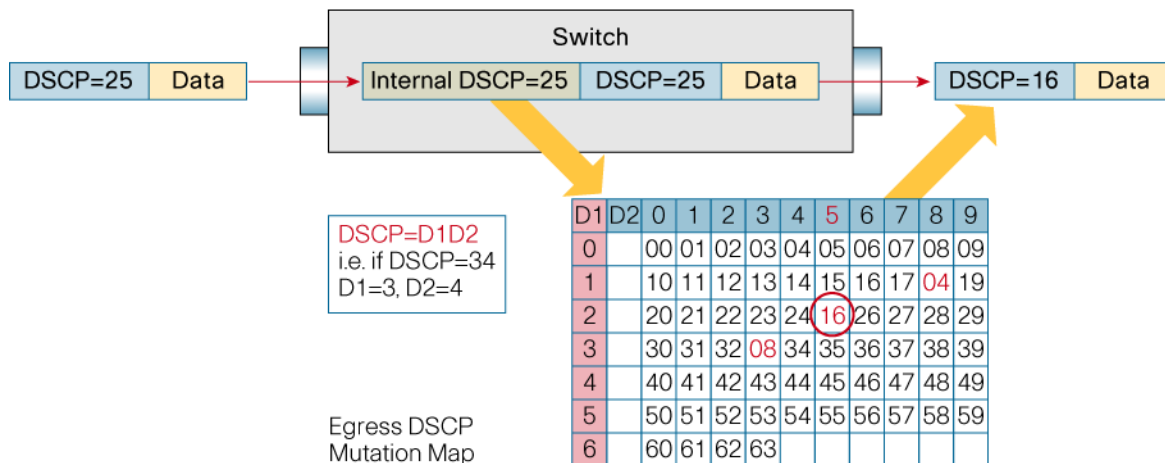 Switch
DSCP=25 Data
Internal DSCP=25 DSCP=25 Data
DSCP=16 Data
DSCP=D1D2
i.e. if DSCP=34
D1=3, D2=4
D1 D2 0 1 2 3 4 5 6 7 8 9
0 00 01 02 03 04 05 06 07 08 09
1 10 11 12 13 14 15 16 17 04 19
2 20 21 22 23 24 16 26 27 28 29
3 30 31 32 08 34 35 36 37 38 39
4 40 41 42 43 44 45 46 47 48 49
5 50 51 52 53 54 55 56 57 58 59
6 60 61 62 63
Egress DSCP
Mutation Map